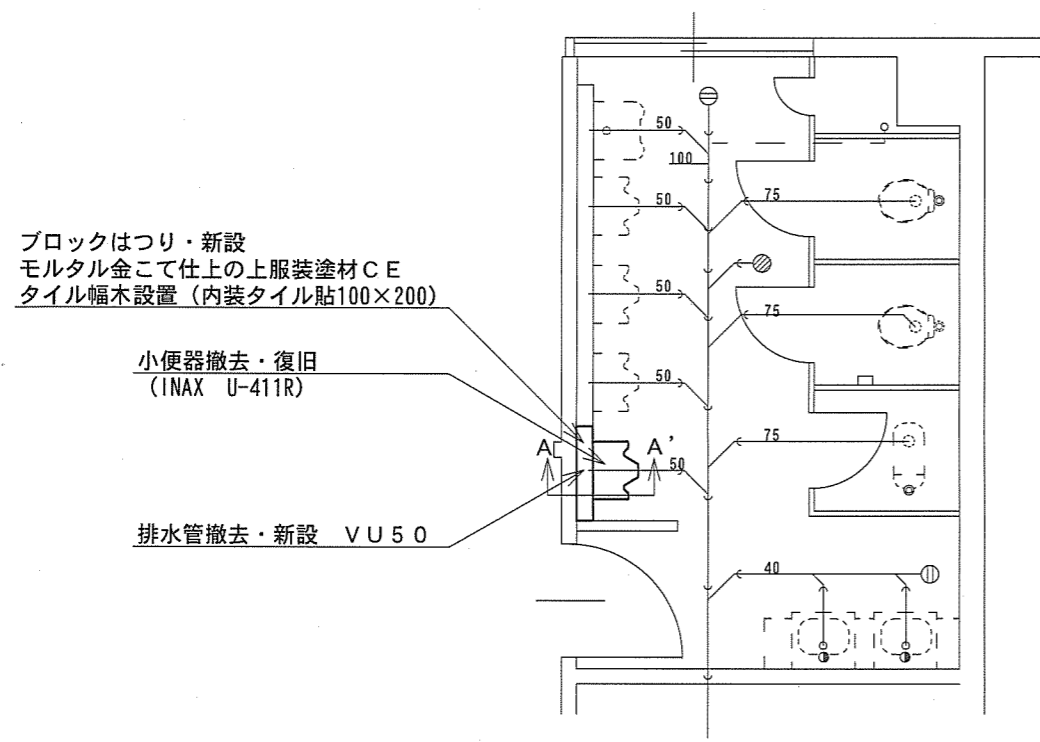 ブロックはつり・新設
モルタル金こて仕上の上服装塗材ＣＥ
タイル幅木設置（内装タイル貼100×200）
小便器撤去・復旧
（INAX　U-411R）
排水管撤去・新設　ＶＵ５０
50
100
50
75
50
75
50
75
A
A'
50
40